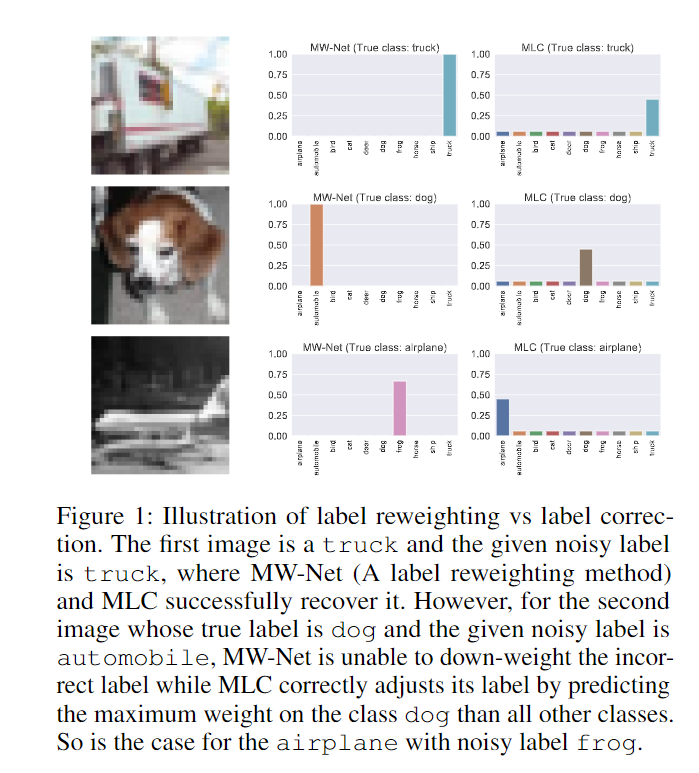 MW-Net (True class: truck)
1.00
0.75
0.50
0.25
0.00
airplane
automobile
bird
cat
deer
dog
frog
horse
ship
truck
MLC (True class: truck)
1.00
0.75
0.50
0.25
0.00
airplane
automobile
bird
cat
deer
dog
frog
horse
ship
truck
MW-Net (True class: dog)
1.00
0.75
0.50
0.25
0.00
airplane
automobile
bird
cat
deer
dog
frog
horse
ship
truck
MLC (True class: dog)
1.00
0.75
0.50
0.25
0.00
airplane
automobile
bird
cat
deer
dog
frog
horse
ship
truck
MW-Net (True class: airplane)
1.00
0.75
0.50
0.25
0.00
airplane
automobile
bird
cat
deer
dog
frog
horse
ship
truck
MLC (True class: airplane)
1.00
0.75
0.50
0.25
0.00
airplane
automobile
bird
cat
deer
dog
frog
horse
ship
truck
Figure 1: Illustration of label reweighting vs label correc-
tion. The first image is a truck and the given noisy label
is truck, where MW-Net (A label reweighting method)
and MLC successfully recover it. However, for the second
image whose true label is dog and the given noisy label is
automobile, MW-Net is unable to down-weight the incor-
rect label while MLC correctly adjusts its label by predicting
the maximum weight on the class dog than all other classes.
So is the case for the airplane with noisy label frog.